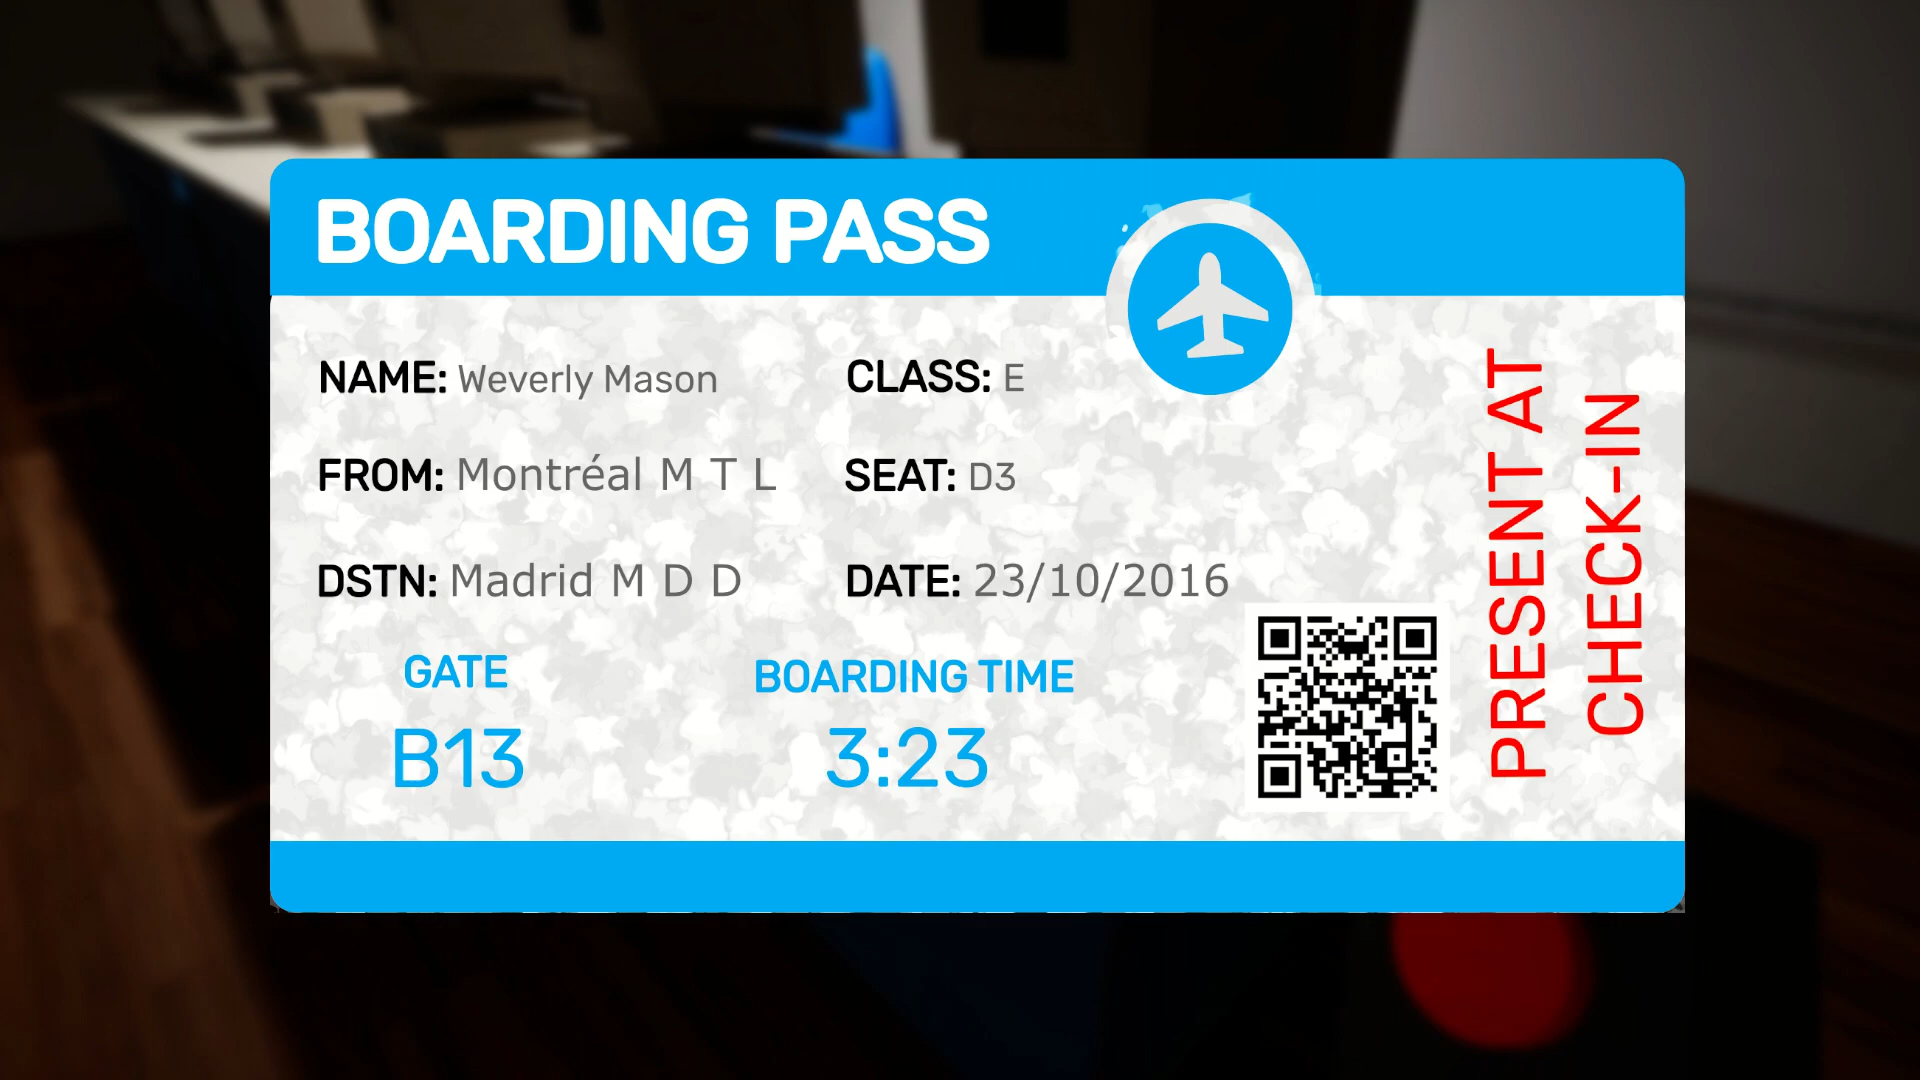 BOARDING PASS
NAME: Weverly Mason
CLASS: E
FROM: Montréal M T L
SEAT: D3
DSTN: Madrid M D D
DATE: 23/10/2016
GATE
BOARDING TIME
B13
3:23
PRESENT AT
CHECK-IN